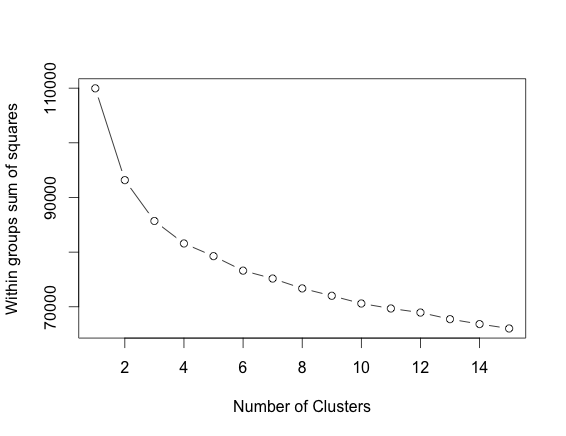 Within groups sum of squares
110000
90000
70000
2 4 6 8 10 12 14
Number of Clusters